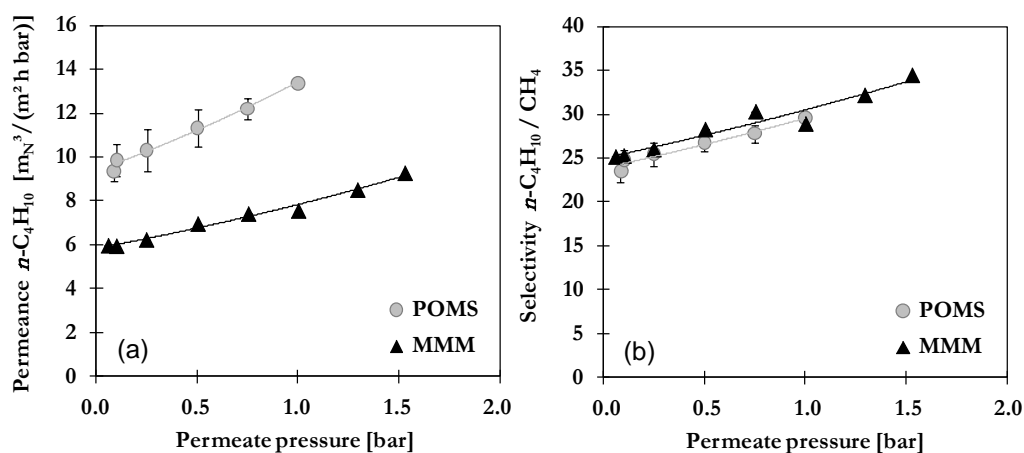 Permeance n-C₄H₁₀ [m_N³/(m² h bar)]
16
14
12
10
8
6
4
2
0
POMS
MMM
(a)
0.0 0.5 1.0 1.5 2.0
Permeate pressure [bar]
Selectivity n-C₄H₁₀ / CH₄
40
35
30
25
20
15
10
5
0
POMS
MMM
(b)
0.0 0.5 1.0 1.5 2.0
Permeate pressure [bar]